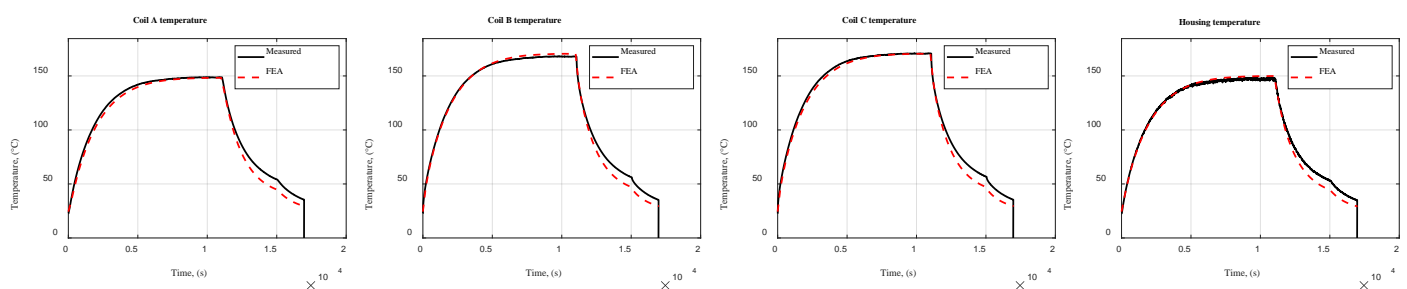 Coil A temperature
Measured
FEA
150
100
50
0
Temperature, (°C)
0
0.5
1
1.5
2
Time, (s)
× 10 4
Coil B temperature
Measured
FEA
150
100
50
0
Temperature, (°C)
0
0.5
1
1.5
2
Time, (s)
× 10 4
Coil C temperature
Measured
FEA
150
100
50
0
Temperature, (°C)
0
0.5
1
1.5
2
Time, (s)
× 10 4
Housing temperature
Measured
FEA
150
100
50
0
Temperature, (°C)
0
0.5
1
1.5
2
Time, (s)
× 10 4